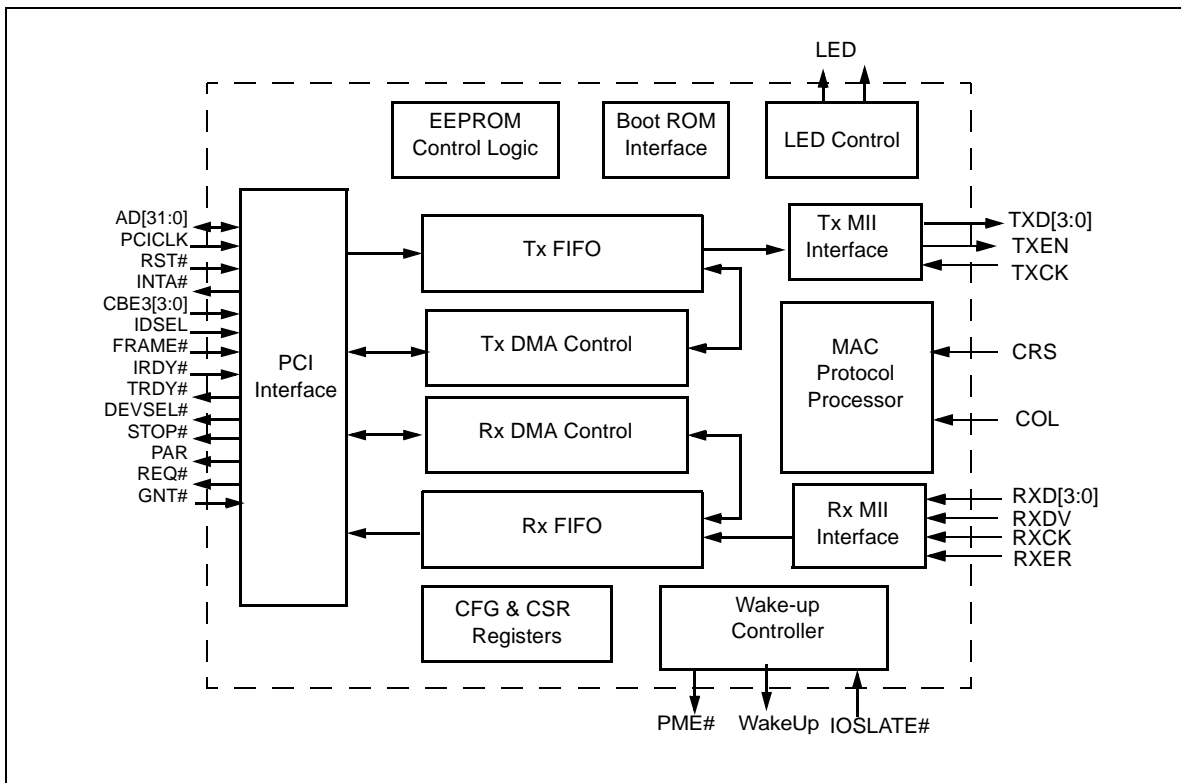 LED
EEPROM
Control Logic
Boot ROM
Interface
LED Control
AD[31:0]
PCICLK
RST#
INTA#
CBE3[3:0]
IDSEL
FRAME#
IRDY#
TRDY#
DEVSEL#
STOP#
PAR
REQ#
GNT#
PCI
Interface
Tx FIFO
Tx DMA Control
Rx DMA Control
Rx FIFO
Tx MII
Interface
TXD[3:0]
TXEN
TXCK
MAC
Protocol
Processor
CRS
COL
Rx MII
Interface
RXD[3:0]
RXDV
RXCK
RXER
CFG & CSR
Registers
Wake-up
Controller
PME#
WakeUp
IOSLATE#